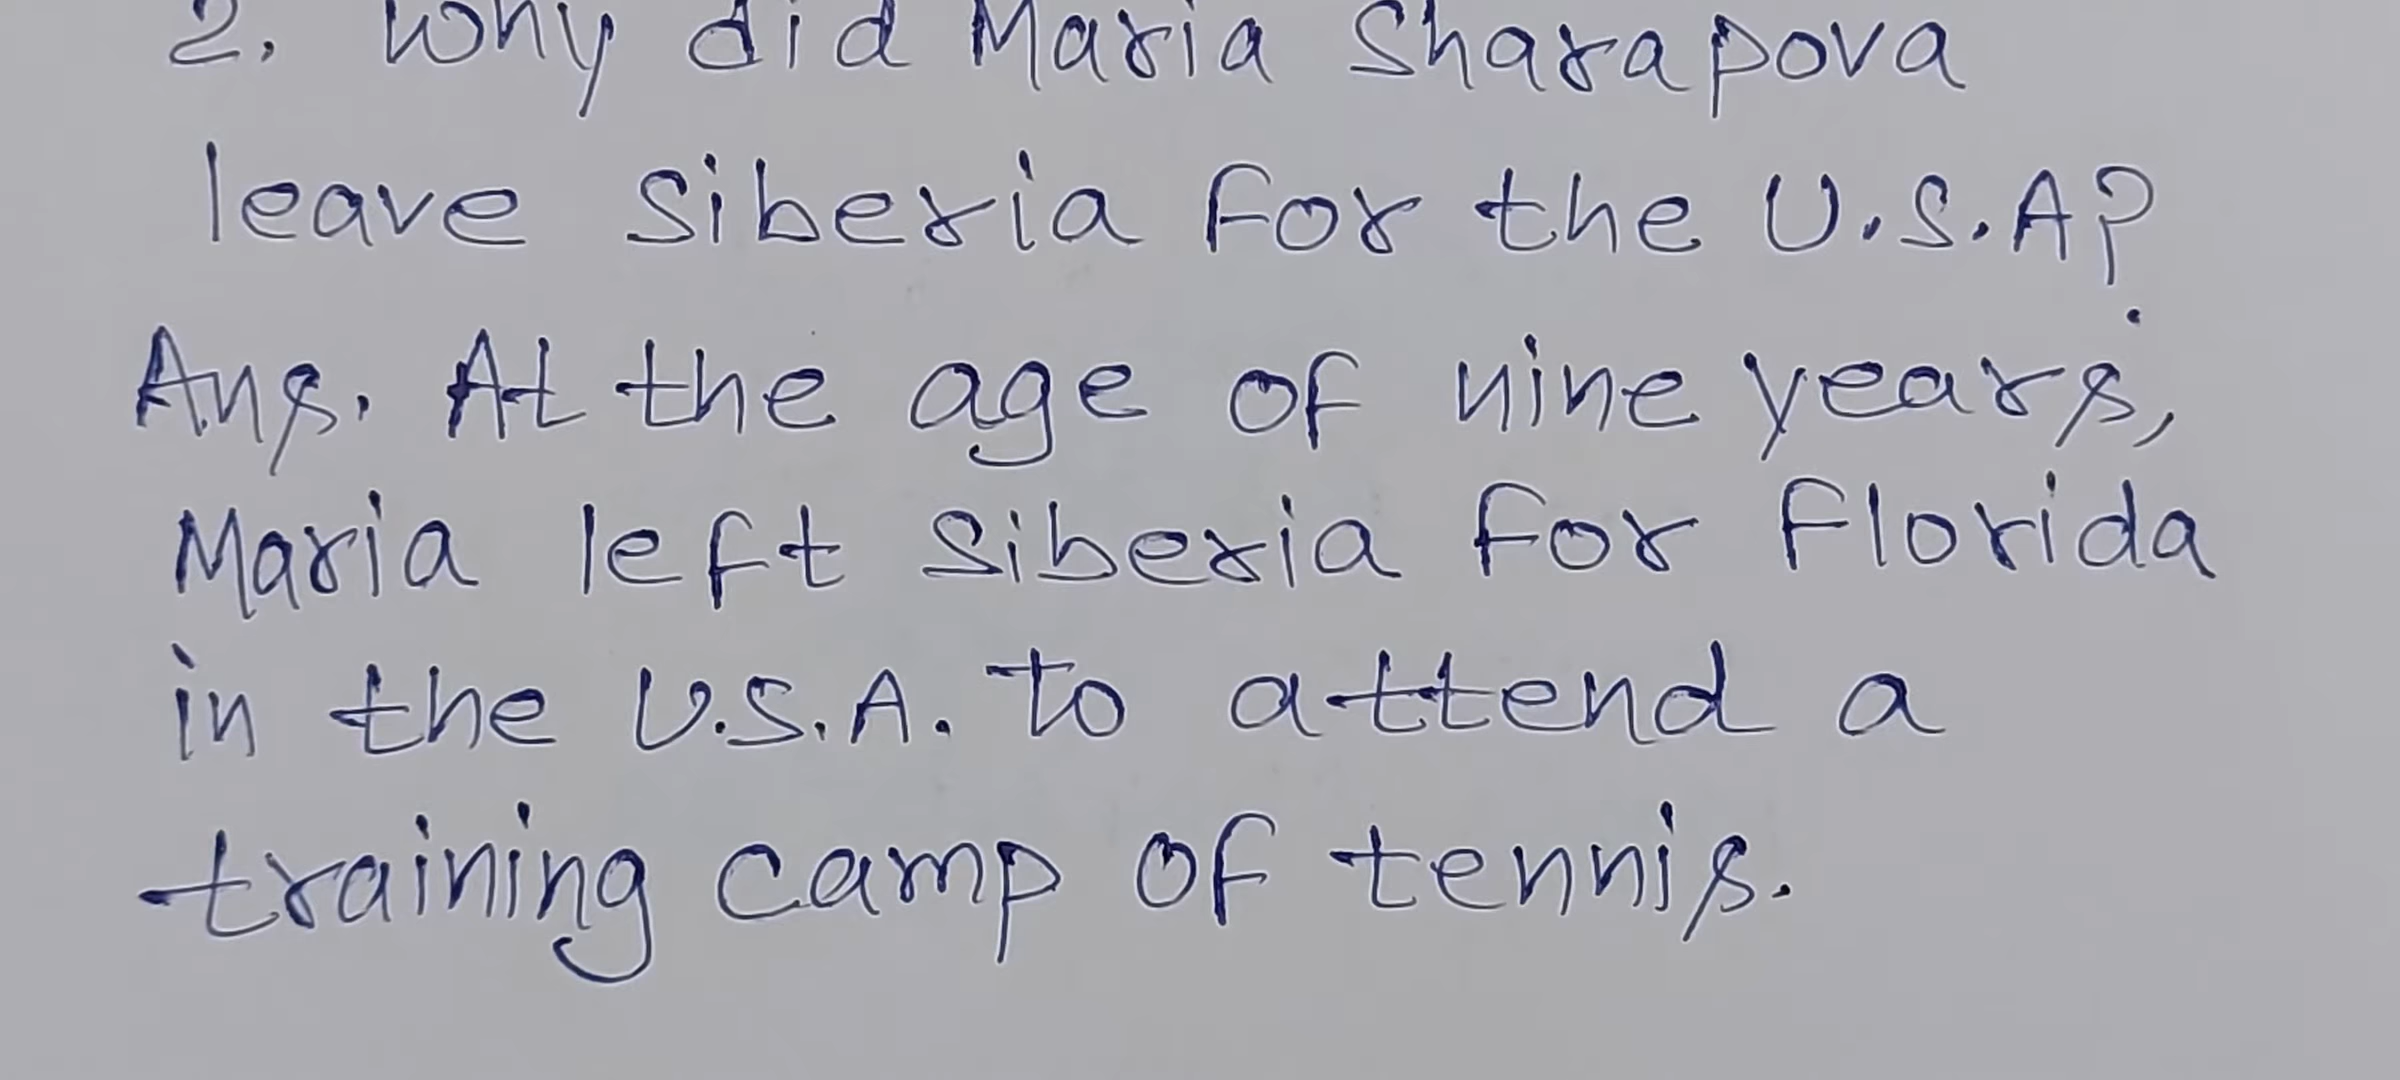 2. Why did Maria Sharapova
leave Siberia for the U.S.A?
Ans. At the age of nine years,
Maria left Siberia for Florida
in the U.S.A. to attend a
training camp of tennis.